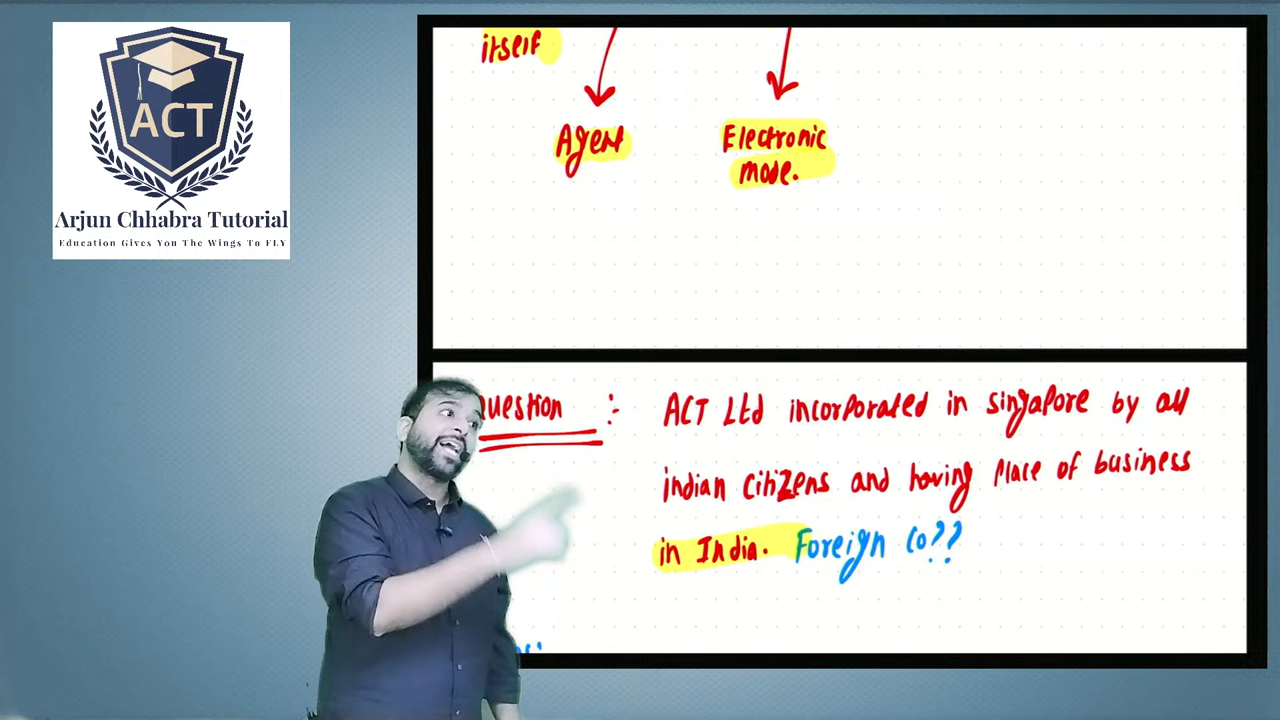 ACT
Arjun Chhabra Tutorial
Education Gives You The Wings To FLY
itself
Agent
Electronic
mode.
uestion :- ACT Ltd incorporated in singapore by all
indian citizens and having Place of business
in India. Foreign Co??